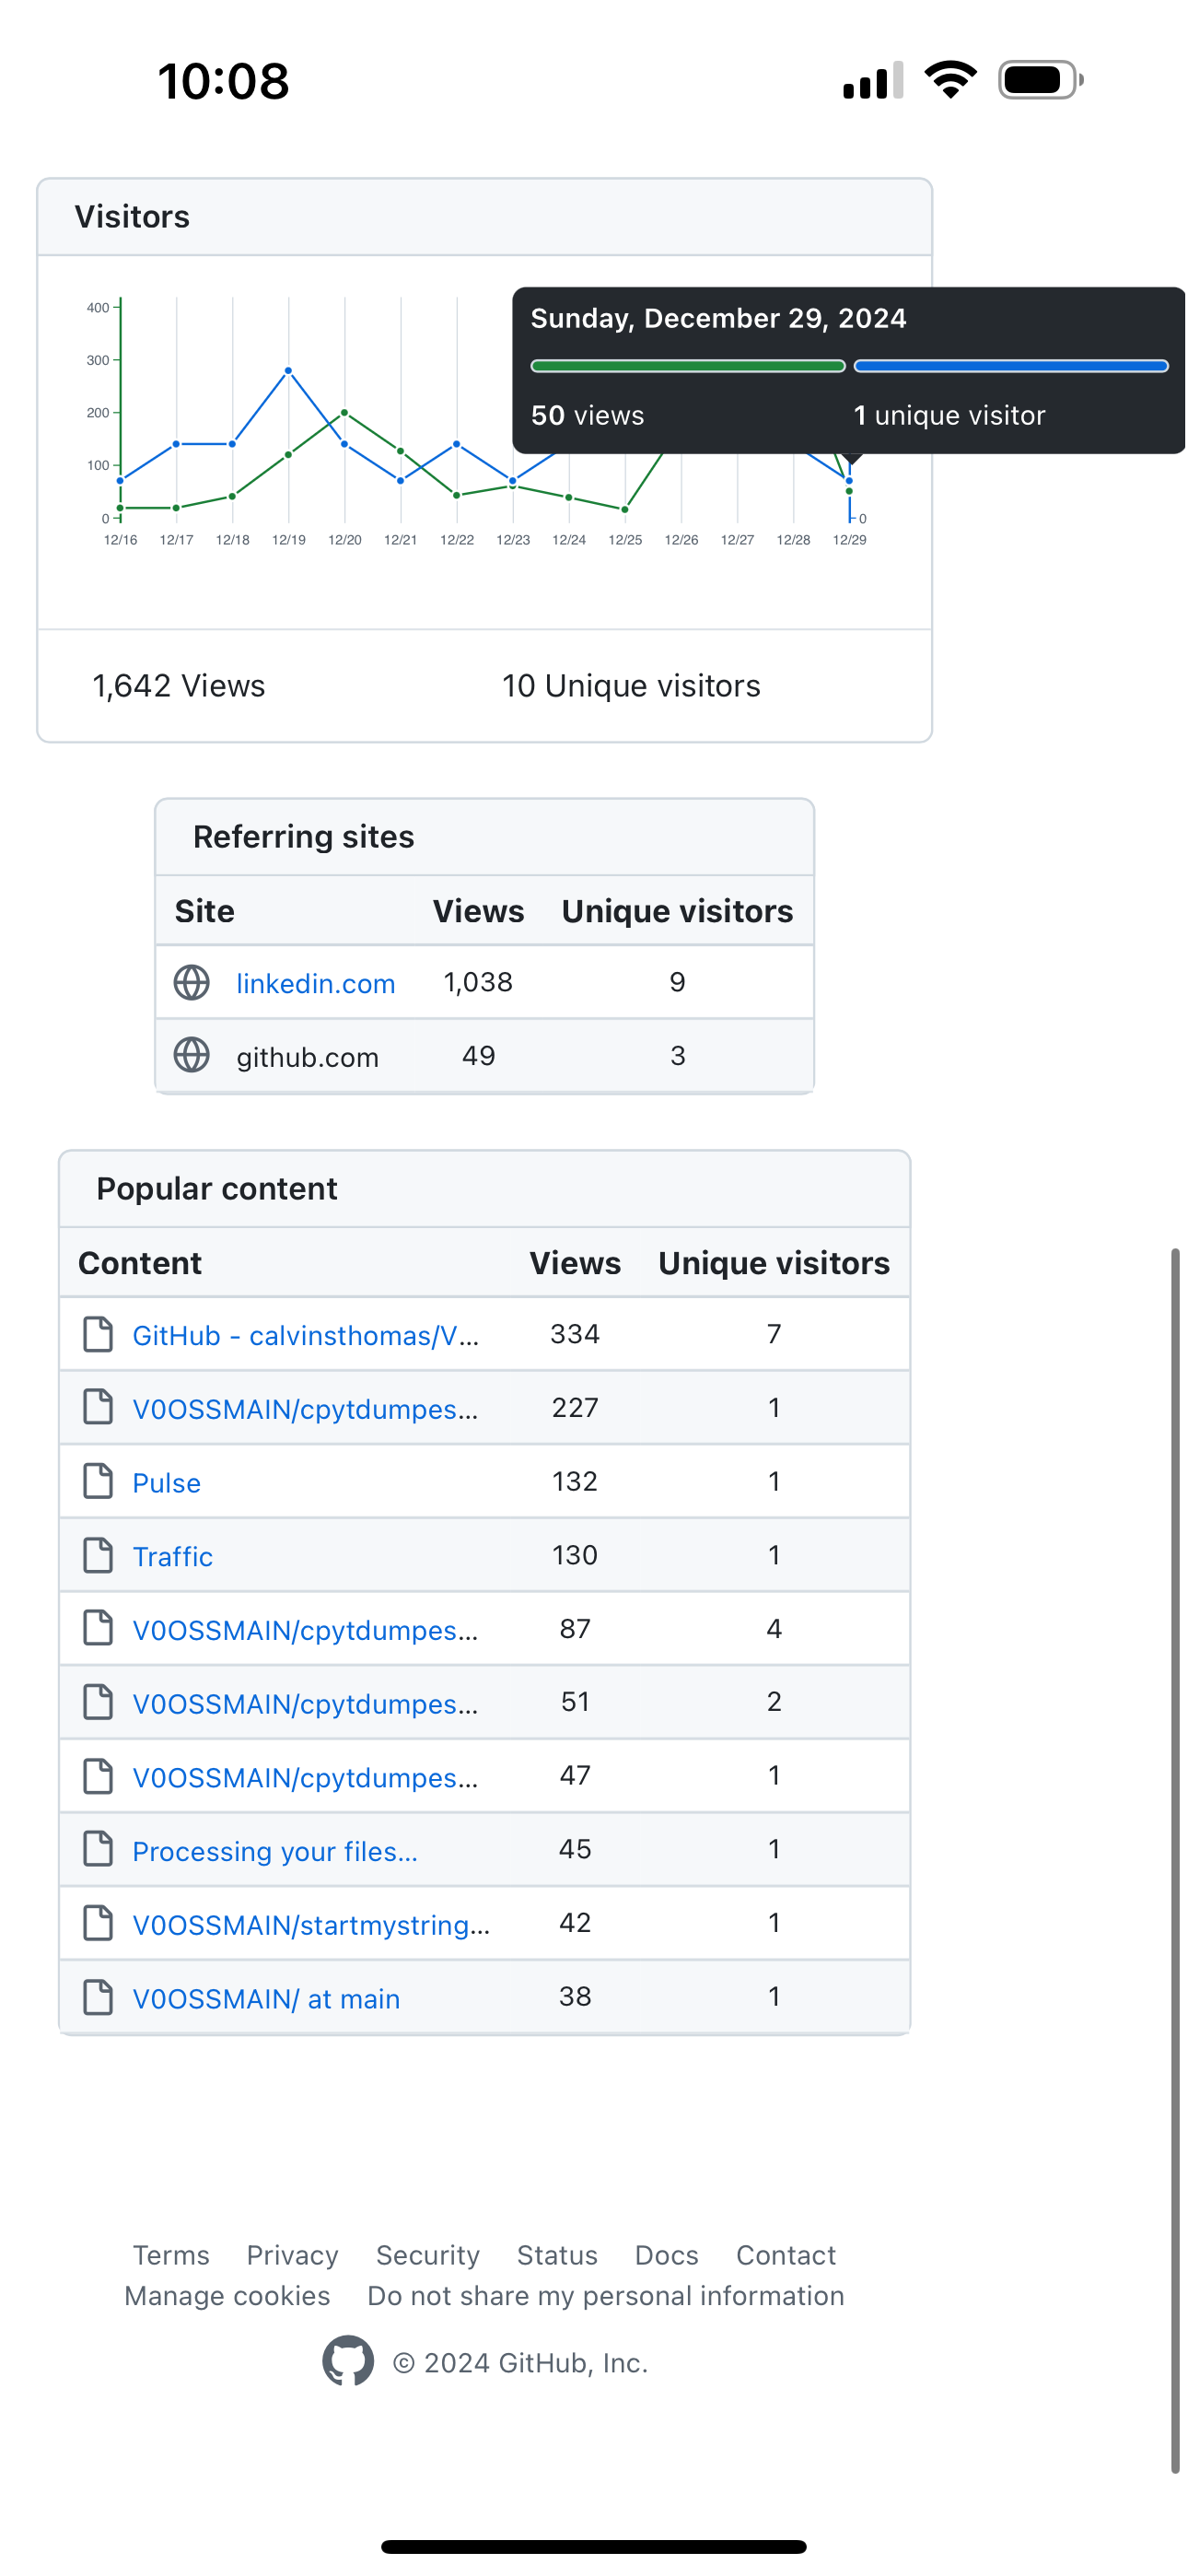 10:08
Visitors
Sunday, December 29, 2024
50 views 1 unique visitor
400
300
200
100
0 0
12/16 12/17 12/18 12/19 12/20 12/21 12/22 12/23 12/24 12/25 12/26 12/27 12/28 12/29
1,642 Views 10 Unique visitors
Referring sites
Site Views Unique visitors
linkedin.com 1,038 9
github.com 49 3
Popular content
Content Views Unique visitors
GitHub - calvinsthomas/V... 334 7
V0OSSMAIN/cpytdumpes... 227 1
Pulse 132 1
Traffic 130 1
V0OSSMAIN/cpytdumpes... 87 4
V0OSSMAIN/cpytdumpes... 51 2
V0OSSMAIN/cpytdumpes... 47 1
Processing your files... 45 1
V0OSSMAIN/startmystring... 42 1
V0OSSMAIN/ at main 38 1
Terms Privacy Security Status Docs Contact
Manage cookies Do not share my personal information
© 2024 GitHub, Inc.